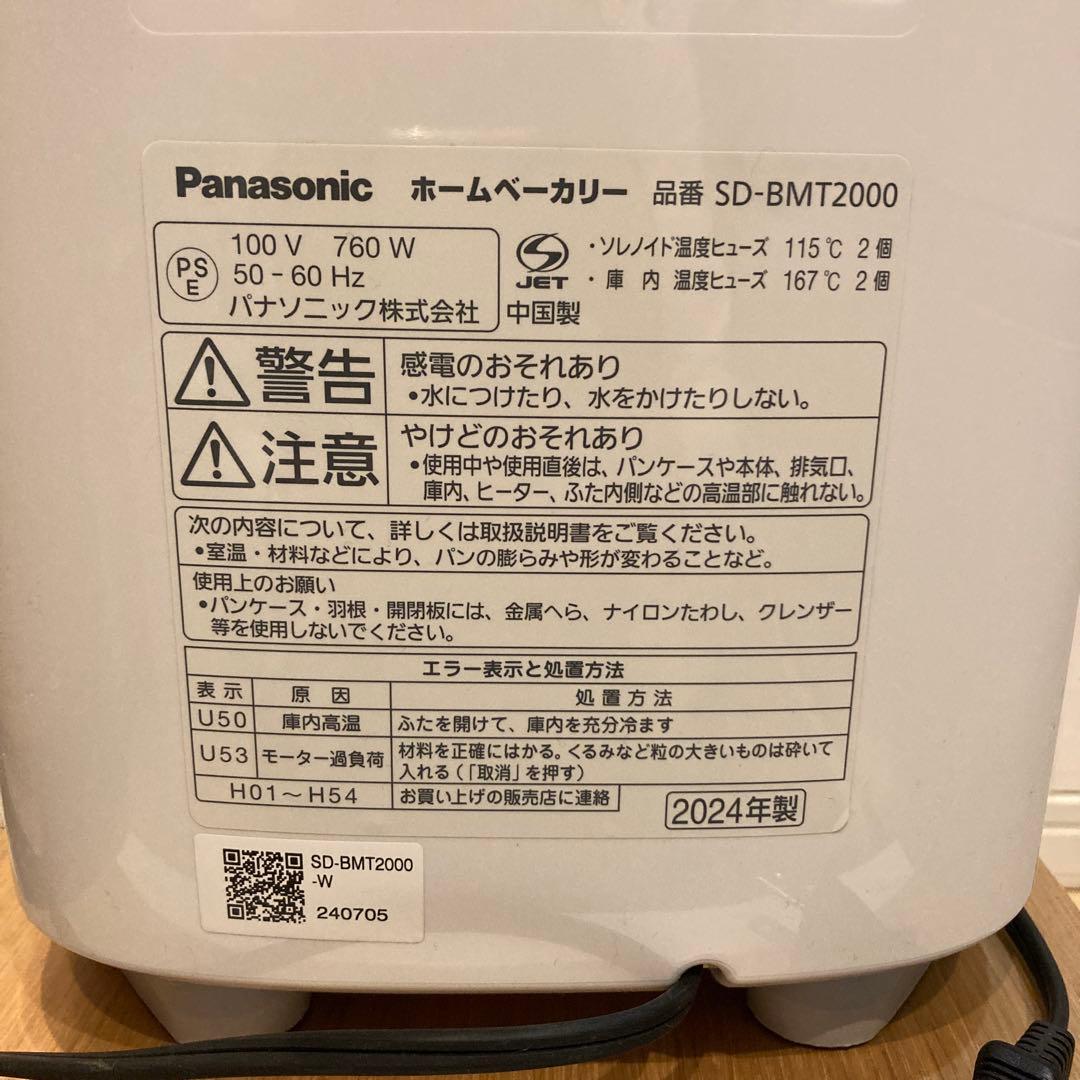 Panasonic ホームベーカリー 品番 SD-BMT2000
PS
E
100 V 760 W
50-60 Hz
パナソニック株式会社
S
JET
・ソレノイド温度ヒューズ 115℃ 2個
・庫 内 温度ヒューズ 167℃ 2個
中国製
警告
感電のおそれあり
•水につけたり、水をかけたりしない。
注意
やけどのおそれあり
•使用中や使用直後は、パンケースや本体、排気口、
庫内、ヒーター、ふた内側などの高温部に触れない。
次の内容について、詳しくは取扱説明書をご覧ください。
•室温・材料などにより、パンの膨らみや形が変わることなど。
使用上のお願い
•パンケース・羽根・開閉板には、金属へら、ナイロンたわし、クレンザー
等を使用しないでください。
エラー表示と処置方法
表示 原因 処置方法
U50 庫内高温 ふたを開けて、庫内を充分冷ます
U53 モーター過負荷 材料を正確にはかる。くるみなど粒の大きいものは砕いて
入れる(「取消」を押す)
H01～H54 お買い上げの販売店に連絡
2024年製
SD-BMT2000
-W
240705